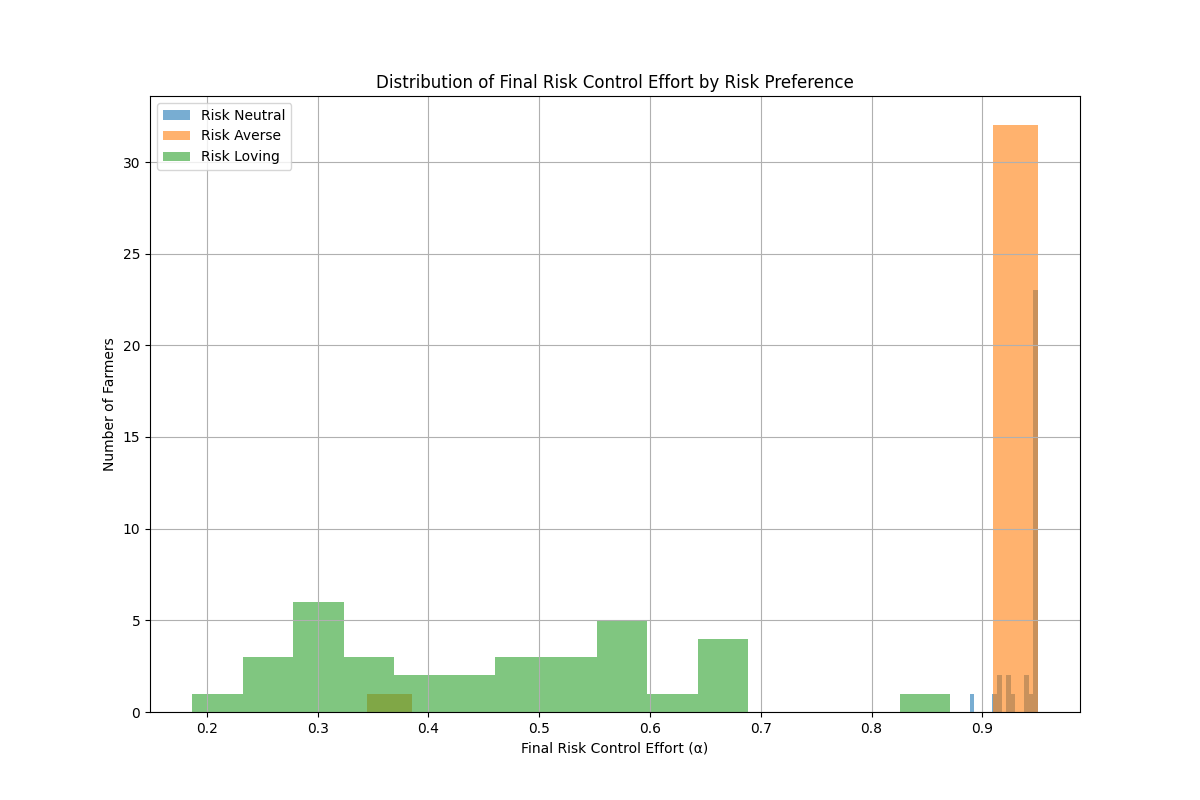 Distribution of Final Risk Control Effort by Risk Preference
Risk Neutral
Risk Averse
Risk Loving
30
25
20
15
10
5
0
Number of Farmers
0.2 0.3 0.4 0.5 0.6 0.7 0.8 0.9
Final Risk Control Effort (α)